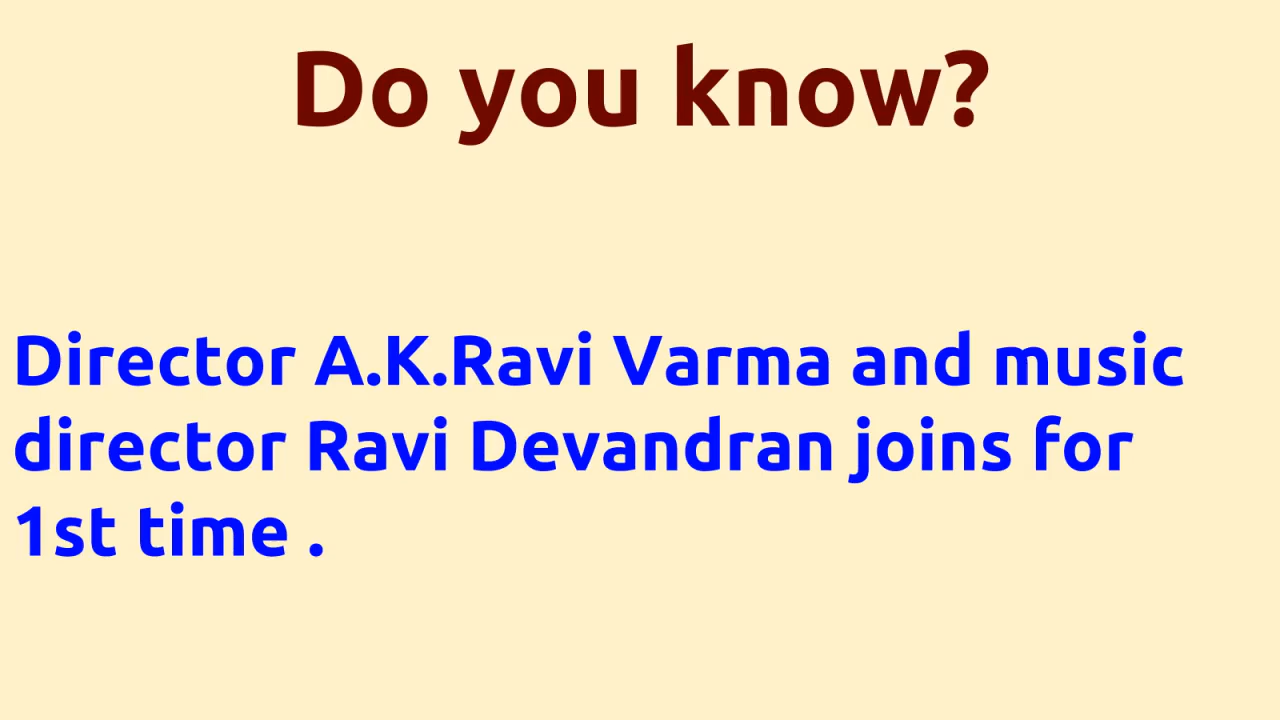 Do you know?
Director A.K.Ravi Varma and music
director Ravi Devandran joins for
1st time .